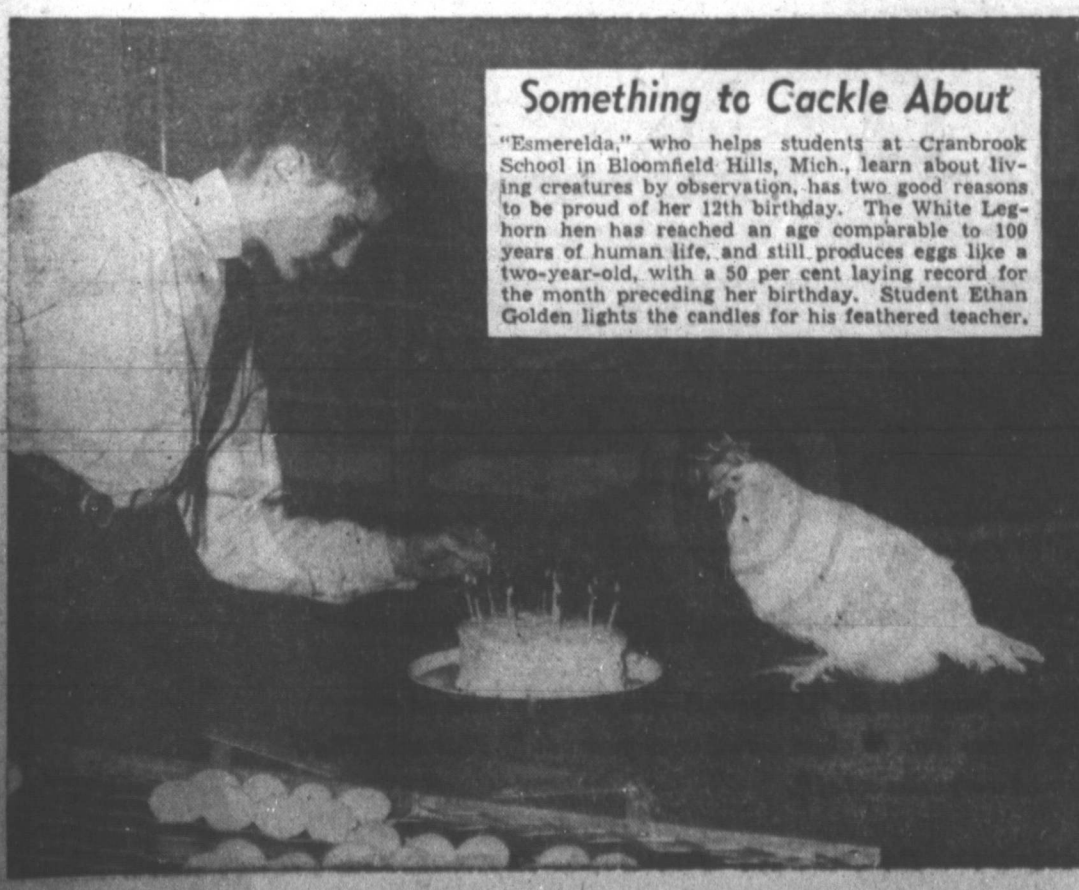 Something to Cackle About
"Esmerelda," who helps students at Cranbrook
School in Bloomfield Hills, Mich., learn about liv-
ing creatures by observation, has two good reasons
to be proud of her 12th birthday. The White Leg-
horn hen has reached an age comparable to 100
years of human life, and still produces eggs like a
two-year-old, with a 50 per cent laying record for
the month preceding her birthday. Student Ethan
Golden lights the candles for his feathered teacher.